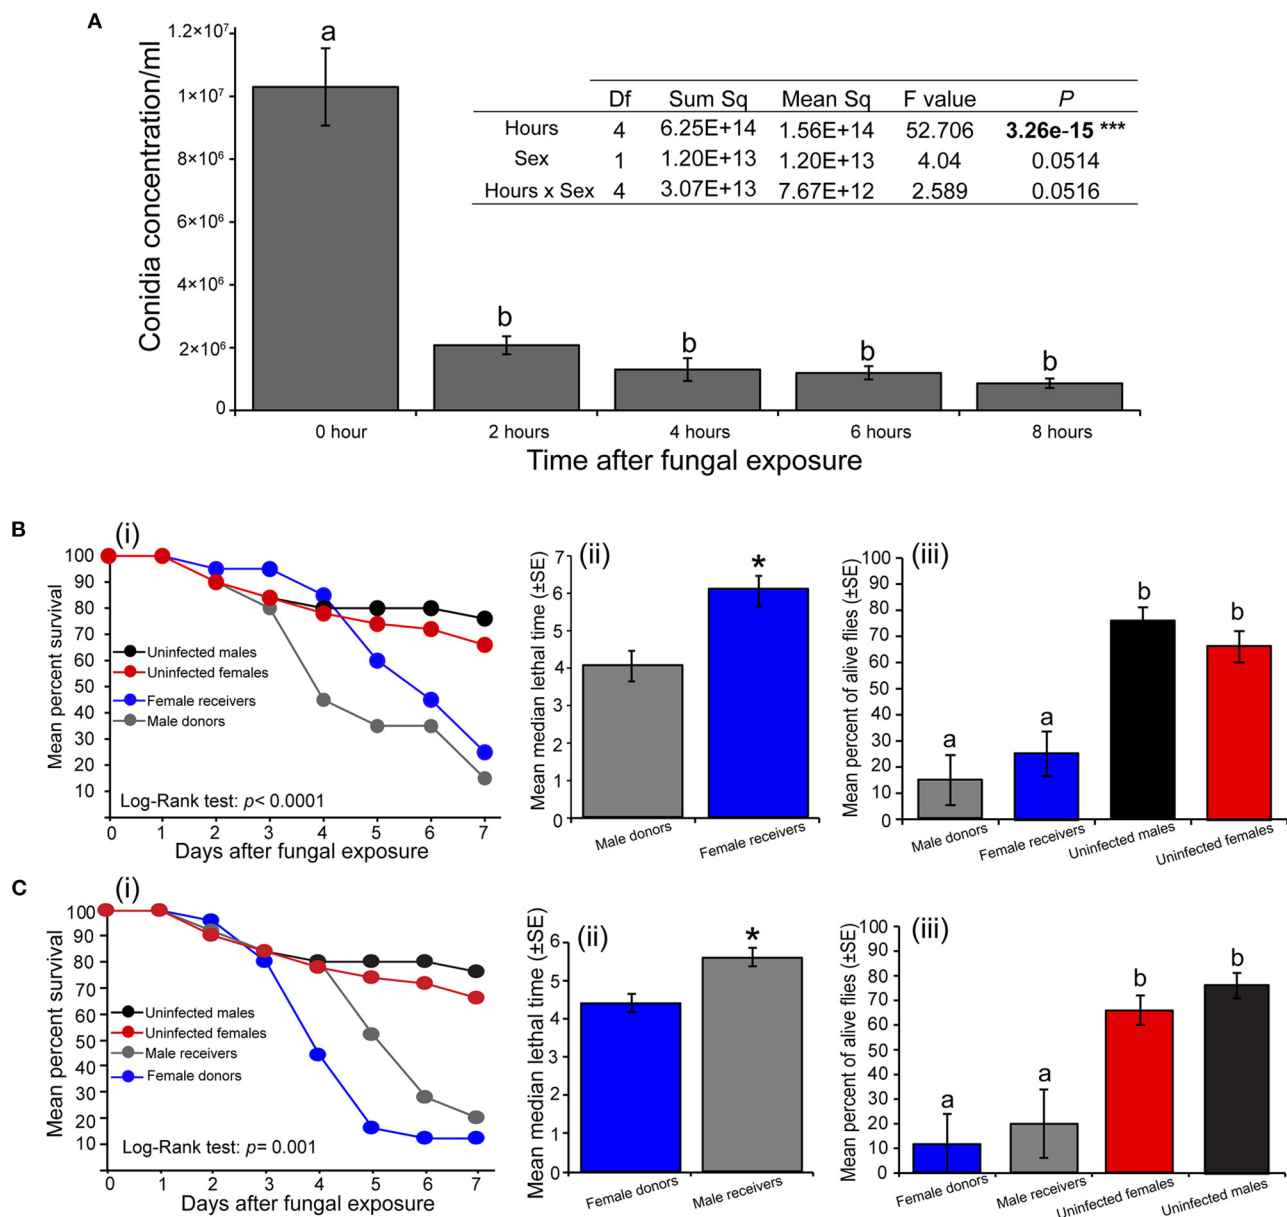 A
Conidia concentration/ml
1.2×10⁷
1×10⁷
8×10⁶
6×10⁶
4×10⁶
2×10⁶
0
a
b
b
b
b
Df Sum Sq Mean Sq F value P
Hours 4 6.25E+14 1.56E+14 52.706 3.26e-15 ***
Sex 1 1.20E+13 1.20E+13 4.04 0.0514
Hours x Sex 4 3.07E+13 7.67E+12 2.589 0.0516
0 hour 2 hours 4 hours 6 hours 8 hours
Time after fungal exposure
B
(i)
Mean percent survival
100
90
80
70
60
50
40
30
20
10
Uninfected males
Uninfected females
Female receivers
Male donors
Log-Rank test: p< 0.0001
0 1 2 3 4 5 6 7
Days after fungal exposure
(ii)
Mean median lethal time (±SE)
7
6
5
4
3
2
1
0
*
Male donors Female receivers
(iii)
Mean percent of alive flies (±SE)
100
90
80
70
60
50
40
30
20
10
0
a
a
b
b
Male donors Female receivers Uninfected males Uninfected females
C
(i)
Mean percent survival
100
90
80
70
60
50
40
30
20
10
Uninfected males
Uninfected females
Male receivers
Female donors
Log-Rank test: p= 0.001
0 1 2 3 4 5 6 7
Days after fungal exposure
(ii)
Mean median lethal time (±SE)
6
5
4
3
2
1
0
*
Female donors Male receivers
(iii)
Mean percent of alive flies (±SE)
100
90
80
70
60
50
40
30
20
10
0
a
a
b
b
Female donors Male receivers Uninfected females Uninfected males